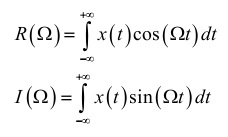 R(Ω) = ∫_{-∞}^{+∞} x(t)cos(Ωt)dt
I(Ω) = ∫_{-∞}^{+∞} x(t)sin(Ωt)dt